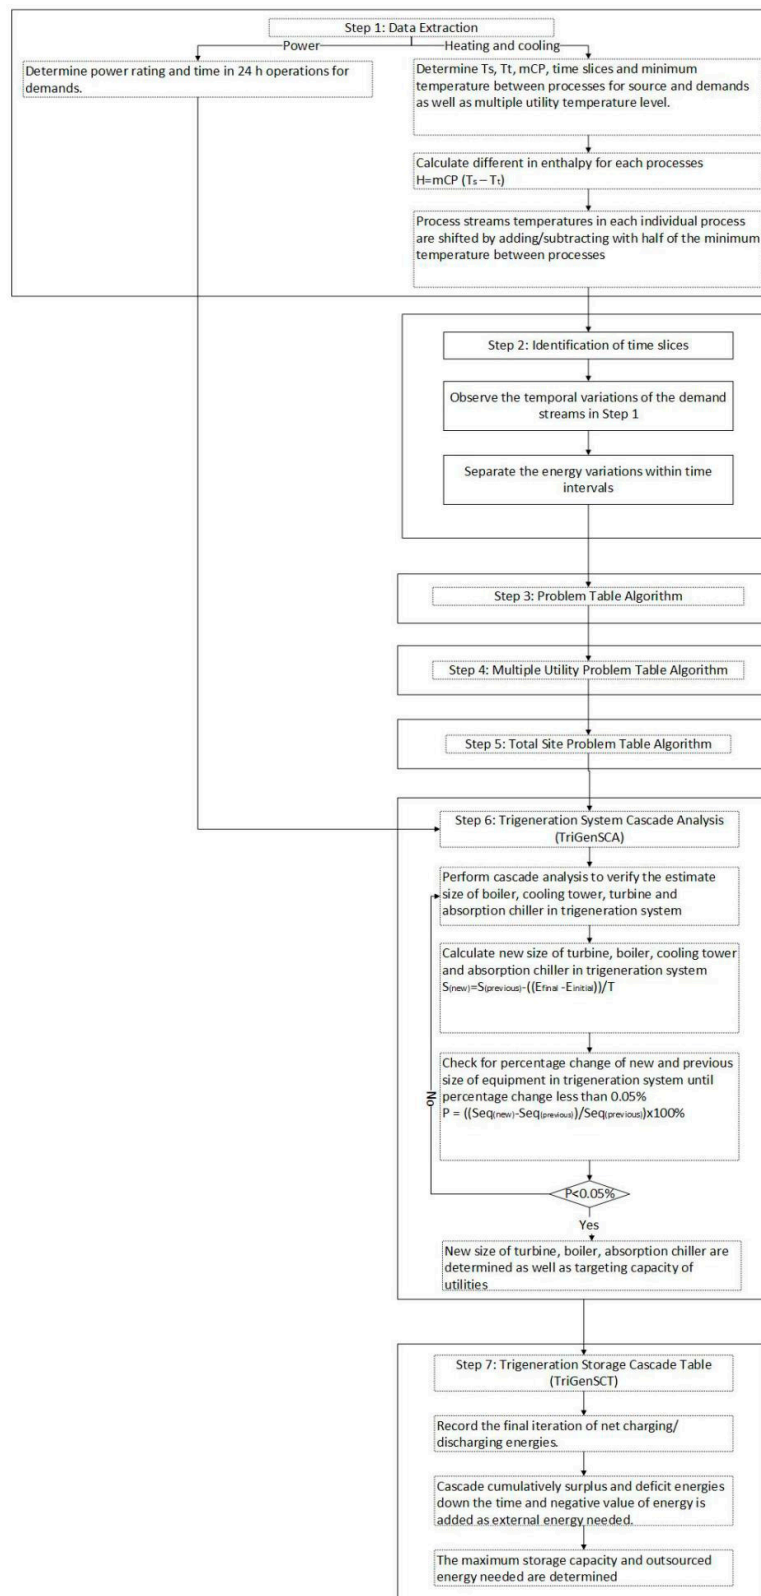 Step 1: Data Extraction
Power
Heating and cooling
Determine power rating and time in 24 h operations for
demands.
Determine Ts, Tt, mCP, time slices and minimum
temperature between processes for source and demands
as well as multiple utility temperature level.
Calculate different in enthalpy for each processes
H=mCP (Ts − Tt)
Process streams temperatures in each individual process
are shifted by adding/subtracting with half of the minimum
temperature between processes
Step 2: Identification of time slices
Observe the temporal variations of the demand
streams in Step 1
Separate the energy variations within time
intervals
Step 3: Problem Table Algorithm
Step 4: Multiple Utility Problem Table Algorithm
Step 5: Total Site Problem Table Algorithm
Step 6: Trigeneration System Cascade Analysis
(TriGenSCA)
Perform cascade analysis to verify the estimate
size of boiler, cooling tower, turbine and
absorption chiller in trigeneration system
Calculate new size of turbine, boiler, cooling tower
and absorption chiller in trigeneration system
S(new)=S(previous)-((Efinal -Einitial))/T
Check for percentage change of new and previous
size of equipment in trigeneration system until
percentage change less than 0.05%
P = ((Seq(new)-Seq(previous))/Seq(previous))x100%
No
P<0.05%
Yes
New size of turbine, boiler, absorption chiller are
determined as well as targeting capacity of
utilities
Step 7: Trigeneration Storage Cascade Table
(TriGenSCT)
Record the final iteration of net charging/
discharging energies.
Cascade cumulatively surplus and deficit energies
down the time and negative value of energy is
added as external energy needed.
The maximum storage capacity and outsourced
energy needed are determined